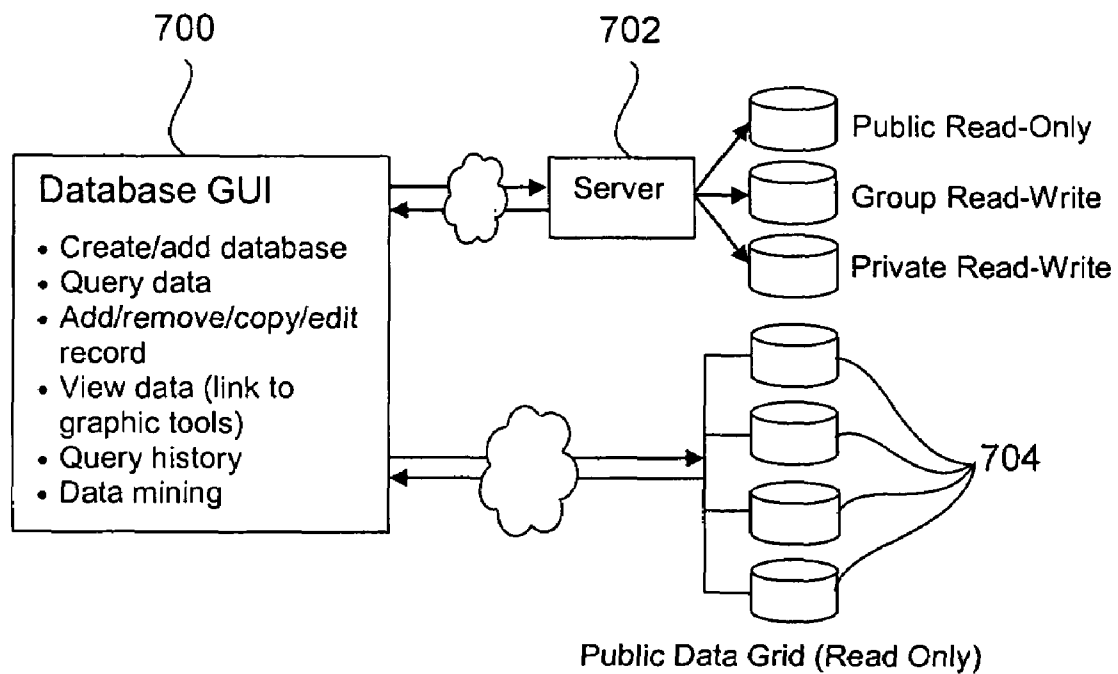 700
702
Database GUI
• Create/add database
• Query data
• Add/remove/copy/edit
record
• View data (link to
graphic tools)
• Query history
• Data mining
Server
Public Read-Only
Group Read-Write
Private Read-Write
704
Public Data Grid (Read Only)